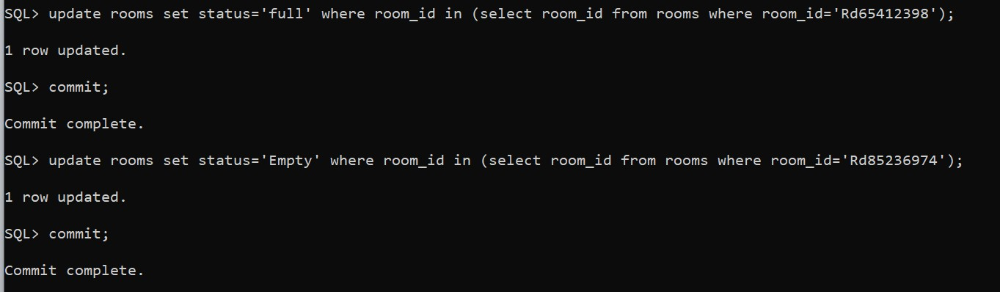 SQL> update rooms set status='full' where room_id in (select room_id from rooms where room_id='Rd65412398');
1 row updated.
SQL> commit;
Commit complete.
SQL> update rooms set status='Empty' where room_id in (select room_id from rooms where room_id='Rd85236974');
1 row updated.
SQL> commit;
Commit complete.